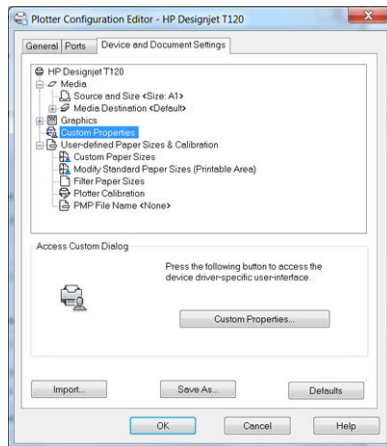 Plotter Configuration Editor - HP Designjet T120
General Ports Device and Document Settings
HP Designjet T120
Media
Source and Size <Size: A1>
Media Destination <Default>
Graphics
Custom Properties
User-defined Paper Sizes & Calibration
Custom Paper Sizes
Modify Standard Paper Sizes (Printable Area)
Filter Paper Sizes
Plotter Calibration
PMP File Name <None>
Access Custom Dialog
Press the following button to access the
device driver-specific user-interface.
Custom Properties...
Import... Save As... Defaults
OK Cancel Help